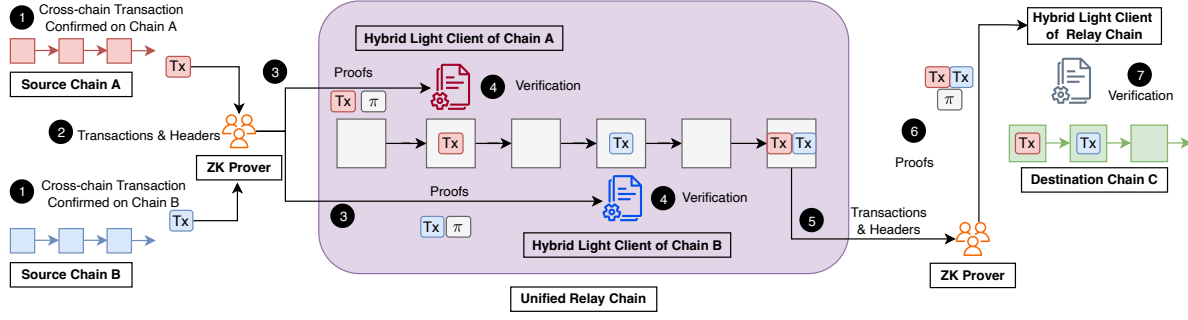 1
Cross-chain Transaction
Confirmed on Chain A
Tx
Source Chain A
2
Transactions & Headers
ZK Prover
1
Cross-chain Transaction
Confirmed on Chain B
Tx
Source Chain B
Hybrid Light Client of Chain A
3
Proofs
Tx π
4
Verification
Tx
Tx
Tx Tx
3
Proofs
Tx π
4
Verification
Hybrid Light Client of Chain B
Unified Relay Chain
5
Transactions
& Headers
ZK Prover
Tx Tx
π
6
Proofs
Hybrid Light Client
of Relay Chain
7
Verification
Tx
Tx
Destination Chain C